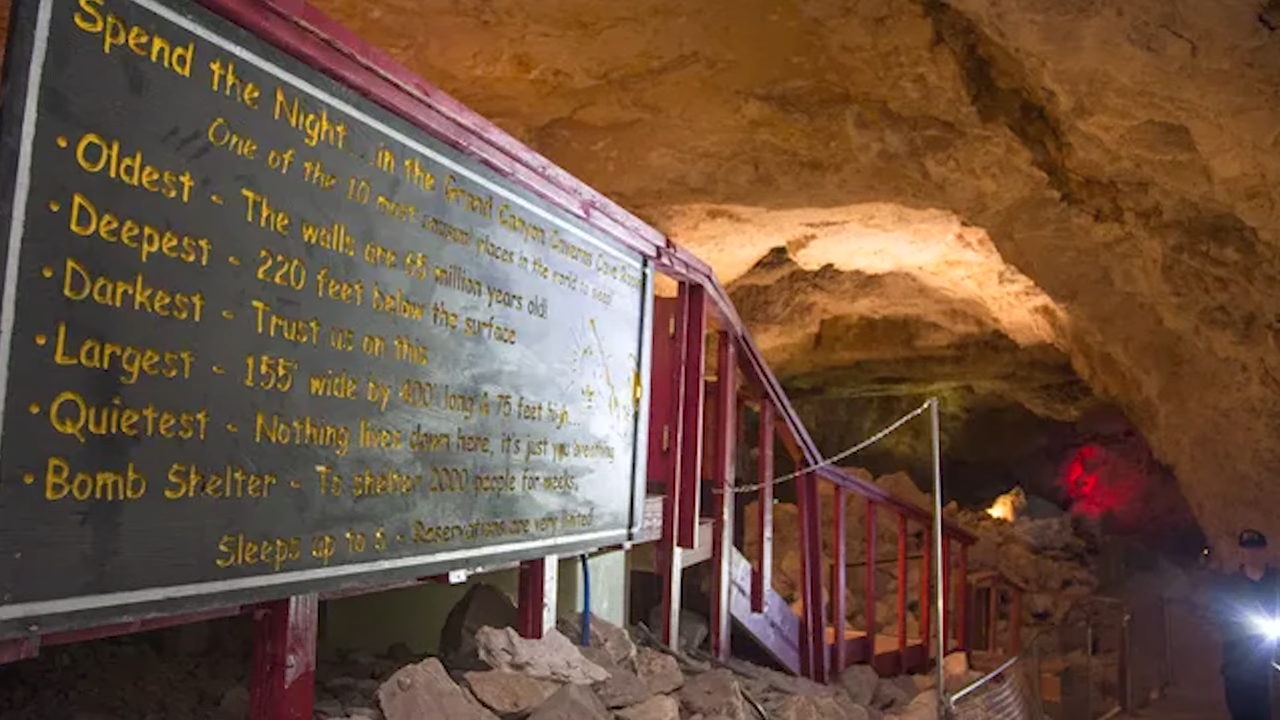 Spend the Night... in the Grand Canyon Caverns Cave Room
One of the 10 most unusual places in the world to sleep!
• Oldest - The walls are 65 million years old!
• Deepest - 220 feet below the surface
• Darkest - Trust us on this
• Largest - 155' wide by 400' long & 75 feet high...
• Quietest - Nothing lives down here, it's just you breathing
• Bomb Shelter - To shelter 2000 people for weeks.
Sleeps up to 6 - Reservations are very limited